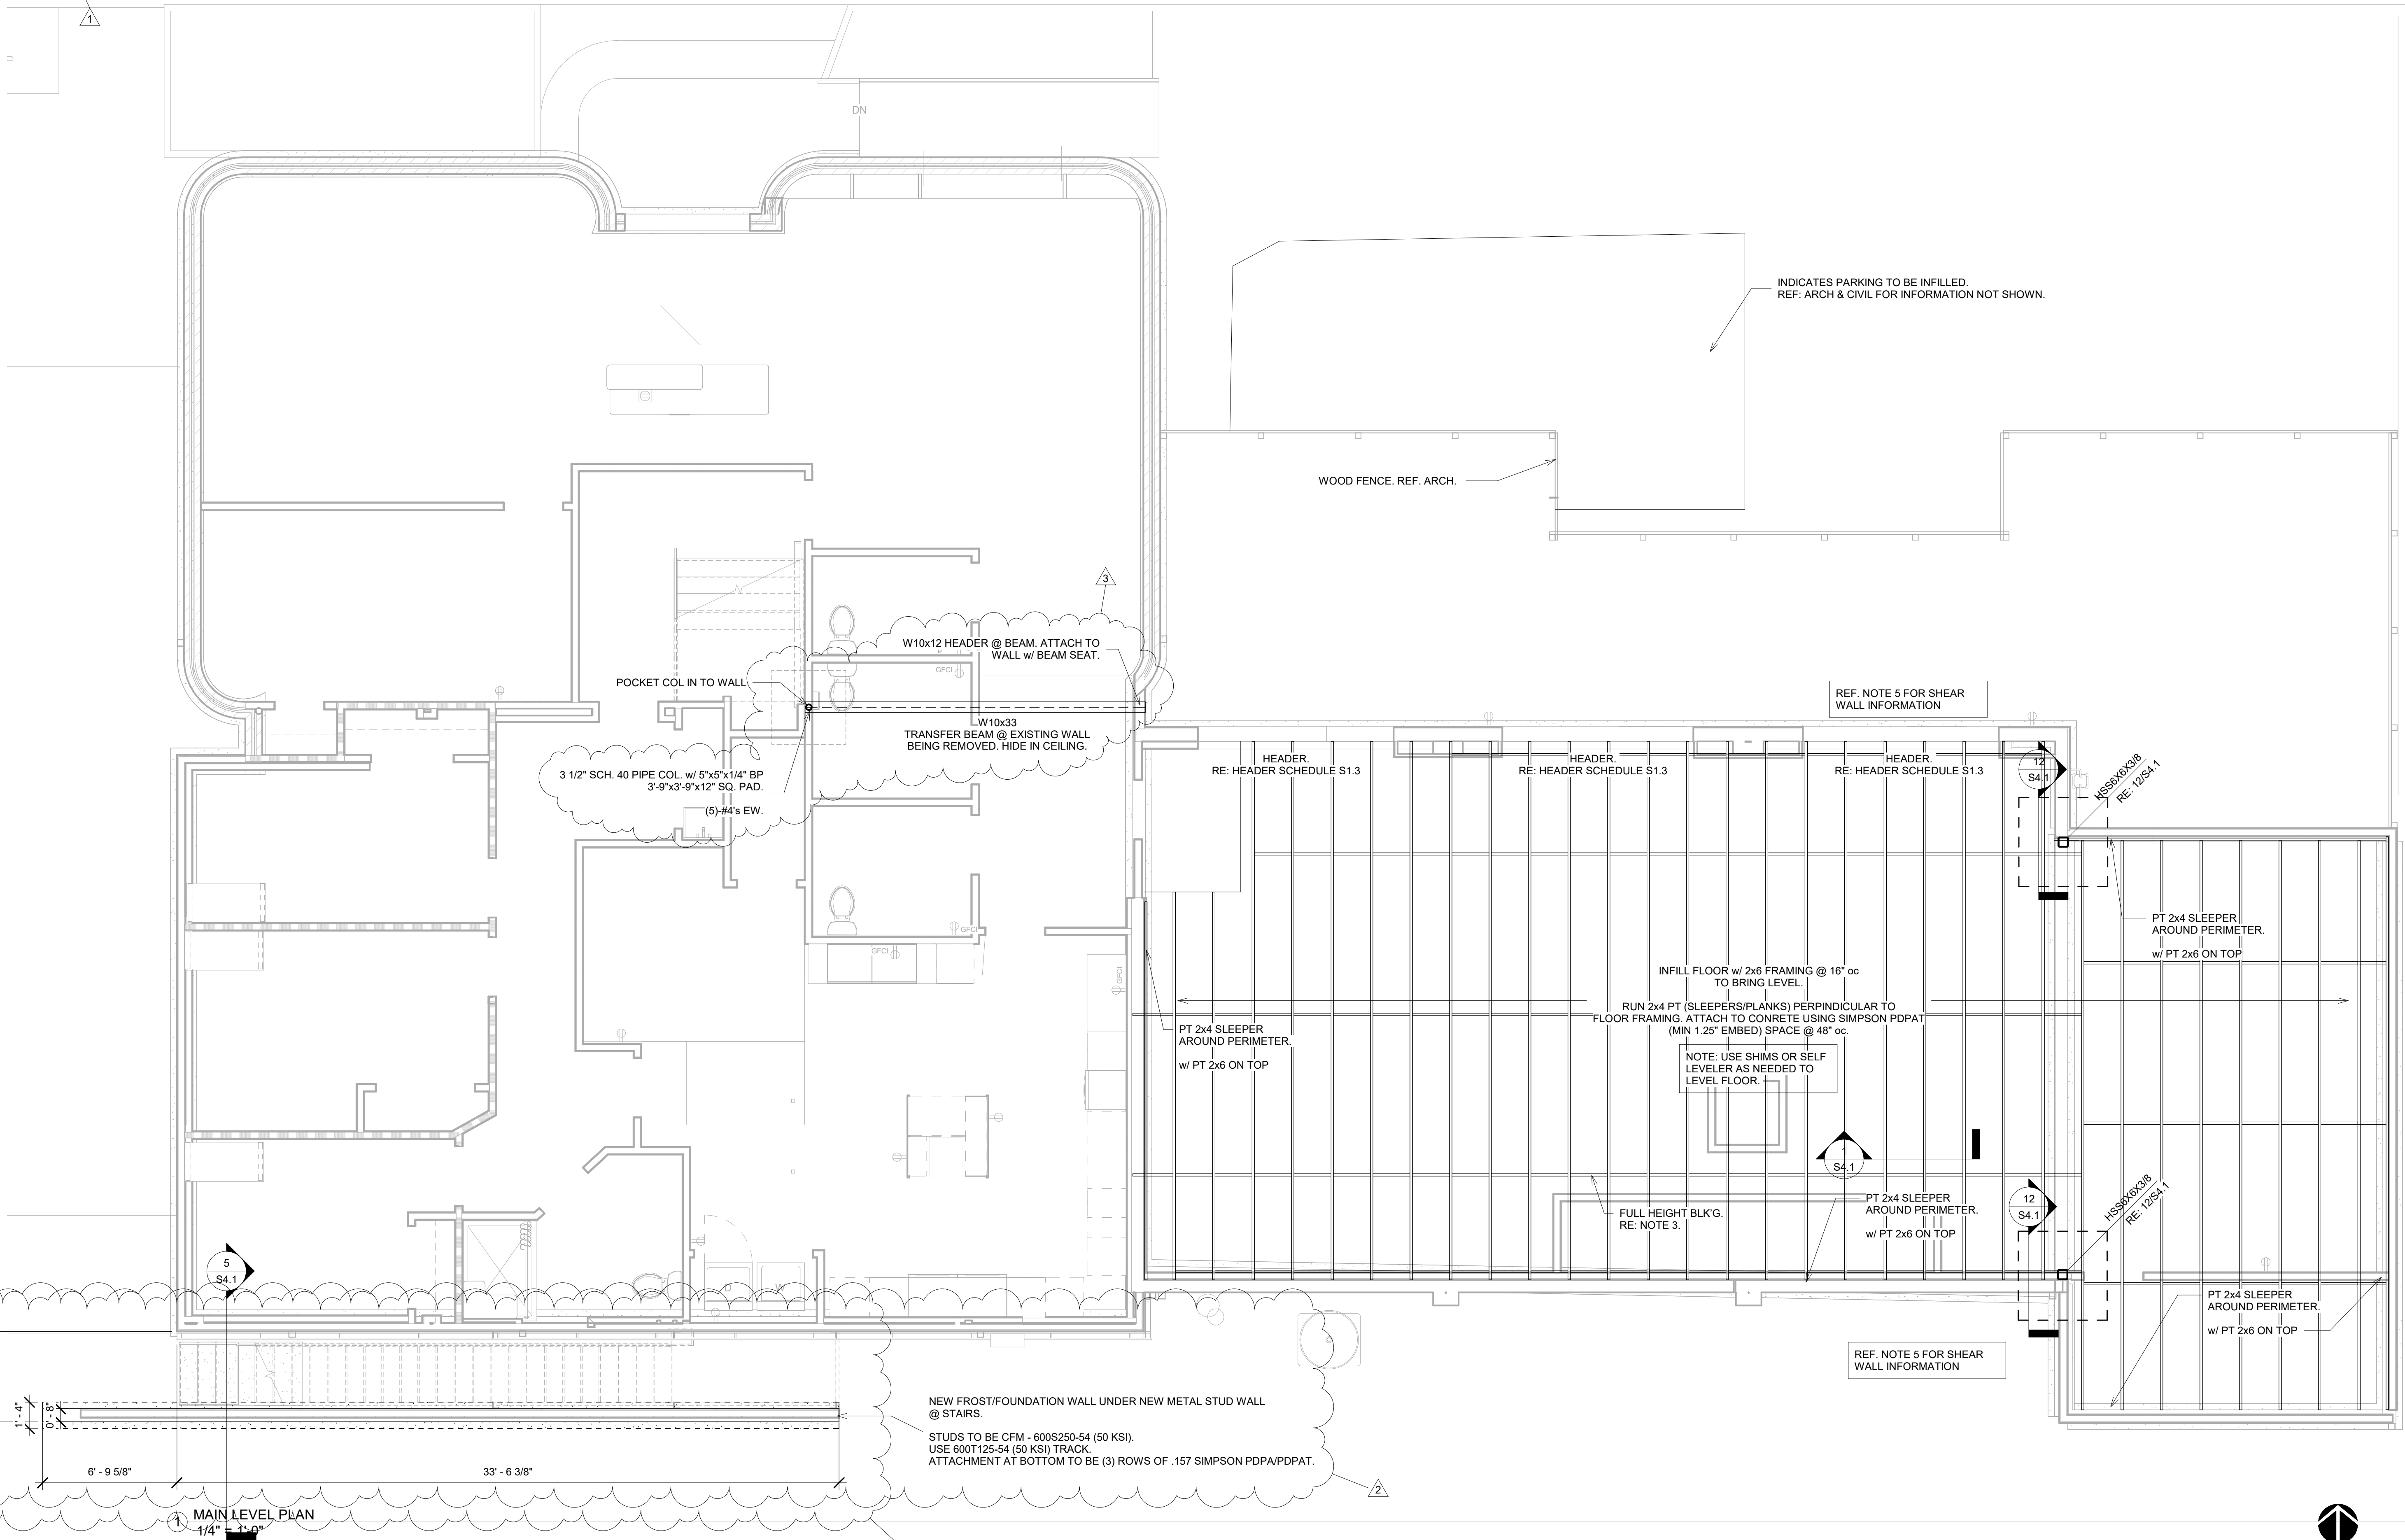 1
DN
INDICATES PARKING TO BE INFILLED.
REF: ARCH & CIVIL FOR INFORMATION NOT SHOWN.
WOOD FENCE. REF. ARCH.
3
W10x12 HEADER @ BEAM. ATTACH TO
WALL w/ BEAM SEAT.
GFCI
POCKET COL IN TO WALL
W10x33
TRANSFER BEAM @ EXISTING WALL
BEING REMOVED. HIDE IN CEILING.
3 1/2" SCH. 40 PIPE COL. w/ 5"x5"x1/4" BP
3'-9"x3'-9"x12" SQ. PAD.
(5)-#4's EW.
REF. NOTE 5 FOR SHEAR
WALL INFORMATION
HEADER.
RE: HEADER SCHEDULE S1.3
HEADER.
RE: HEADER SCHEDULE S1.3
HEADER.
RE: HEADER SCHEDULE S1.3
12
S4.1
HSS6X6X3/8
RE: 12/S4.1
GFCI
GFCI
GFCI
PT 2x4 SLEEPER
AROUND PERIMETER.
w/ PT 2x6 ON TOP
INFILL FLOOR w/ 2x6 FRAMING @ 16" oc
TO BRING LEVEL.
RUN 2x4 PT (SLEEPERS/PLANKS) PERPINDICULAR TO
FLOOR FRAMING. ATTACH TO CONRETE USING SIMPSON PDPAT
(MIN 1.25" EMBED) SPACE @ 48" oc.
PT 2x4 SLEEPER
AROUND PERIMETER.
w/ PT 2x6 ON TOP
NOTE: USE SHIMS OR SELF
LEVELER AS NEEDED TO
LEVEL FLOOR.
1
S4.1
PT 2x4 SLEEPER
AROUND PERIMETER.
w/ PT 2x6 ON TOP
FULL HEIGHT BLK'G.
RE: NOTE 3.
12
S4.1
HSS6X6X3/8
RE: 12/S4.1
5
S4.1
D
W
PT 2x4 SLEEPER
AROUND PERIMETER.
w/ PT 2x6 ON TOP
REF. NOTE 5 FOR SHEAR
WALL INFORMATION
1' - 4"
0' - 8"
NEW FROST/FOUNDATION WALL UNDER NEW METAL STUD WALL
@ STAIRS.
STUDS TO BE CFM - 600S250-54 (50 KSI).
USE 600T125-54 (50 KSI) TRACK.
ATTACHMENT AT BOTTOM TO BE (3) ROWS OF .157 SIMPSON PDPA/PDPAT.
6' - 9 5/8"
33' - 6 3/8"
2
1
MAIN LEVEL PLAN
1/4" = 1'-0"